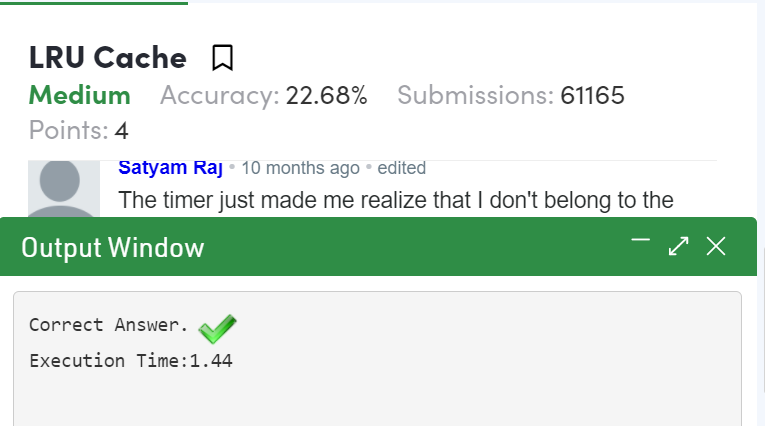 LRU Cache
Medium Accuracy: 22.68% Submissions: 61165
Points: 4
Satyam Raj • 10 months ago • edited
The timer just made me realize that I don't belong to the
Output Window
Correct Answer.
Execution Time:1.44